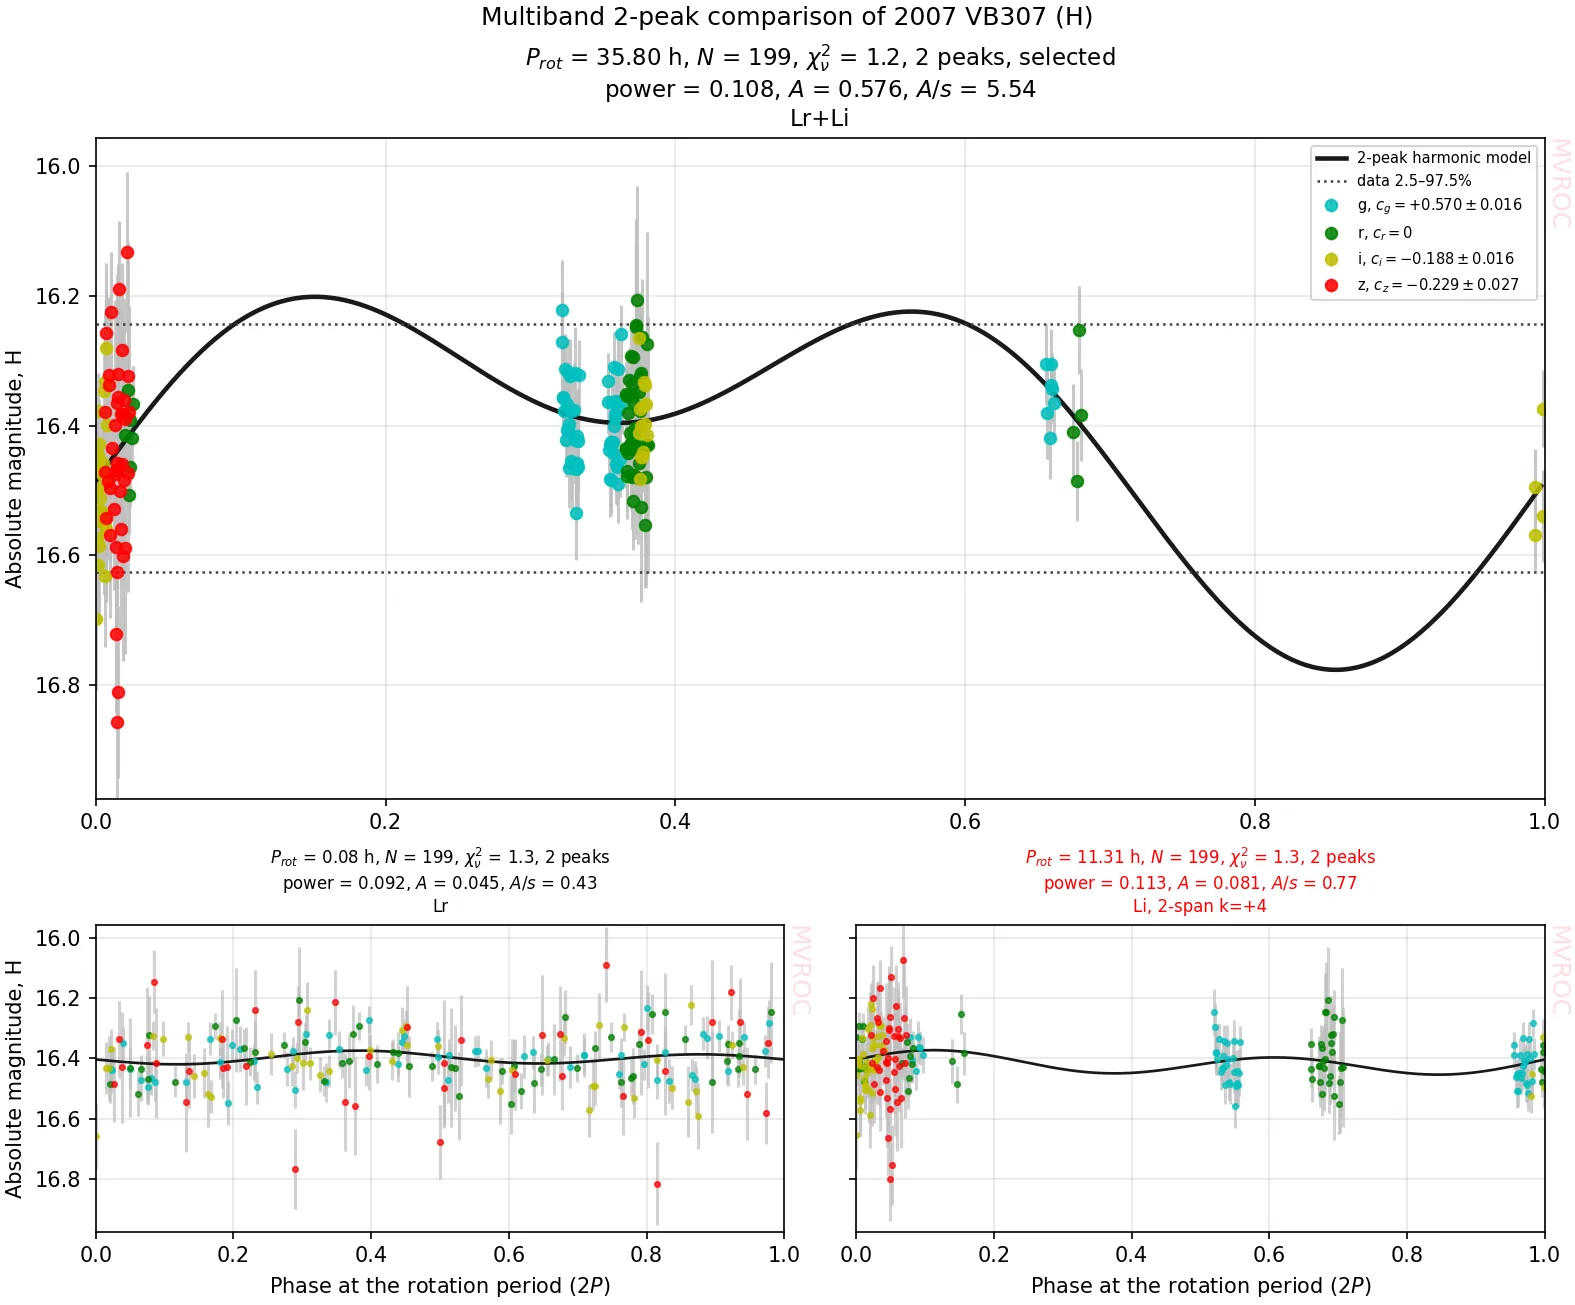 Multiband 2-peak comparison of 2007 VB307 (H)
P_rot = 35.80 h, N = 199, χ²_ν = 1.2, 2 peaks, selected
power = 0.108, A = 0.576, A/s = 5.54
Lr+Li
Absolute magnitude, H
16.0
16.2
16.4
16.6
16.8
0.0 0.2 0.4 0.6 0.8 1.0
2-peak harmonic model
data 2.5–97.5%
g, c_g = +0.570 ± 0.016
r, c_r = 0
i, c_i = −0.188 ± 0.016
z, c_z = −0.229 ± 0.027
MVROC
P_rot = 0.08 h, N = 199, χ²_ν = 1.3, 2 peaks
power = 0.092, A = 0.045, A/s = 0.43
Lr
Absolute magnitude, H
16.0
16.2
16.4
16.6
16.8
0.0 0.2 0.4 0.6 0.8 1.0
Phase at the rotation period (2P)
MVROC
P_rot = 11.31 h, N = 199, χ²_ν = 1.3, 2 peaks
power = 0.113, A = 0.081, A/s = 0.77
Li, 2-span k=+4
0.0 0.2 0.4 0.6 0.8 1.0
Phase at the rotation period (2P)
MVROC